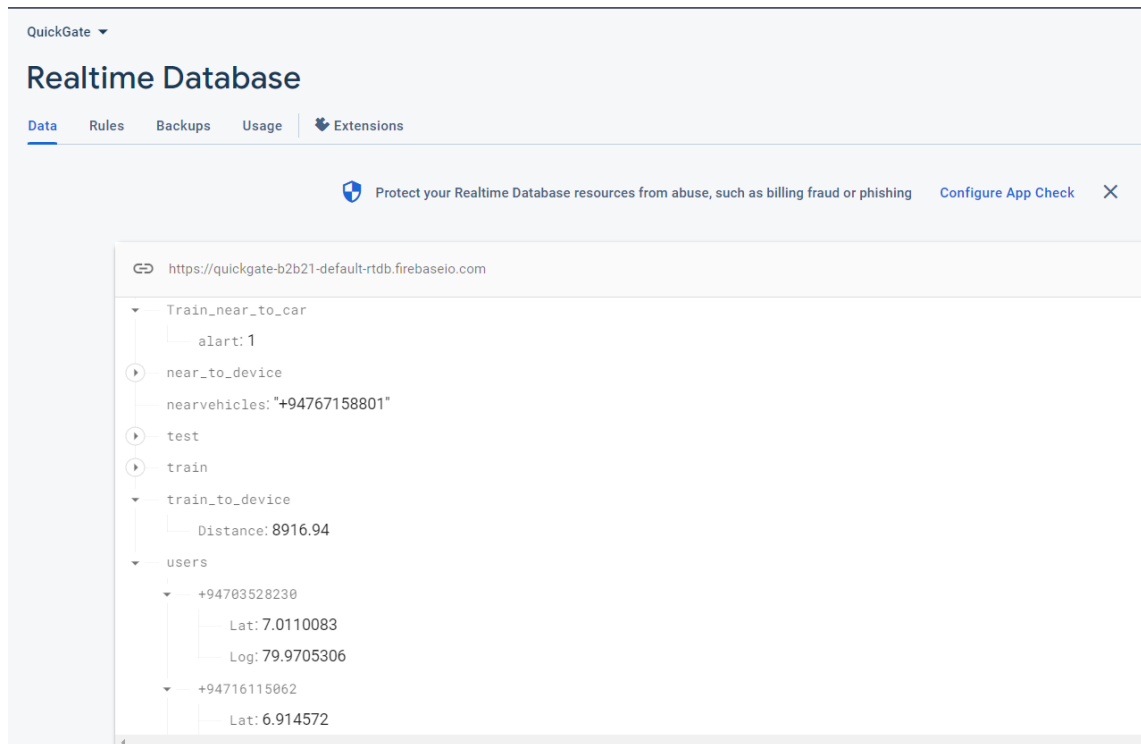 QuickGate
Realtime Database
Data Rules Backups Usage Extensions
Protect your Realtime Database resources from abuse, such as billing fraud or phishing Configure App Check
https://quickgate-b2b21-default-rtdb.firebaseio.com
Train_near_to_car
alart: 1
near_to_device
nearvehicles: "+94767158801"
test
train
train_to_device
Distance: 8916.94
users
+94703528230
Lat: 7.0110083
Log: 79.9705306
+94716115062
Lat: 6.914572